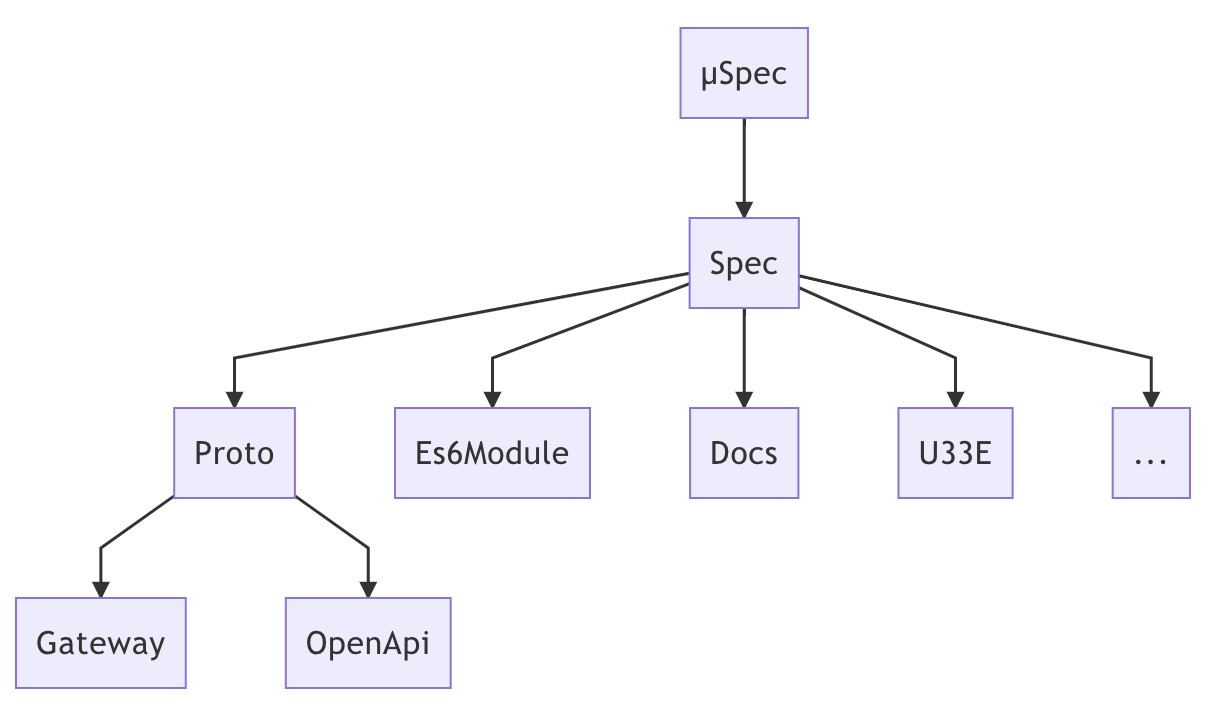 µSpec
Spec
Proto
Es6Module
Docs
U33E
...
Gateway
OpenApi